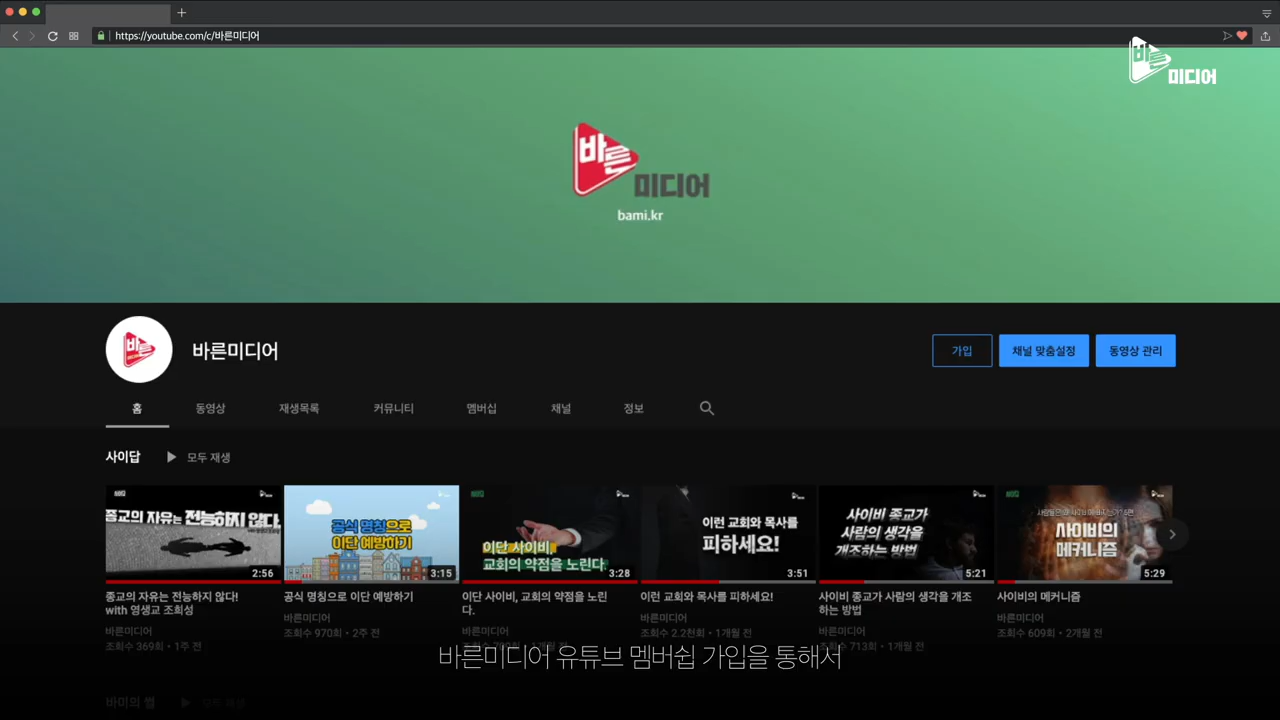 https://youtube.com/c/바른미디어
바른
미디어
바른
미디어
bami.kr
바른
미디어
바른미디어
가입
채널 맞춤설정
동영상 관리
홈
동영상
재생목록
커뮤니티
멤버십
채널
정보
사이답
모두 재생
종교의 자유는 전능하지 않다.
2:56
공식 명칭으로
이단 예방하기
3:15
이단 사이비,
교회의 약점을 노린다.
3:28
이런 교회와 목사를
피하세요!
3:51
사이비 종교가
사람의 생각을
개조하는 방법
5:21
사이비의
메커니즘
5:29
종교의 자유는 전능하지 않다!
with 영생교 조희성
바른미디어
조회수 369회 • 1주 전
공식 명칭으로 이단 예방하기
바른미디어
조회수 970회 • 2주 전
이단 사이비, 교회의 약점을 노린
다.
바른미디어
이런 교회와 목사를 피하세요!
바른미디어
조회수 2.2천회 • 1개월 전
사이비 종교가 사람의 생각을 개조
하는 방법
바른미디어
조회수 713회 • 1개월 전
사이비의 메커니즘
바른미디어
조회수 609회 • 2개월 전
바른미디어 유튜브 멤버쉽 가입을 통해서
바미의 썰
모두 재생